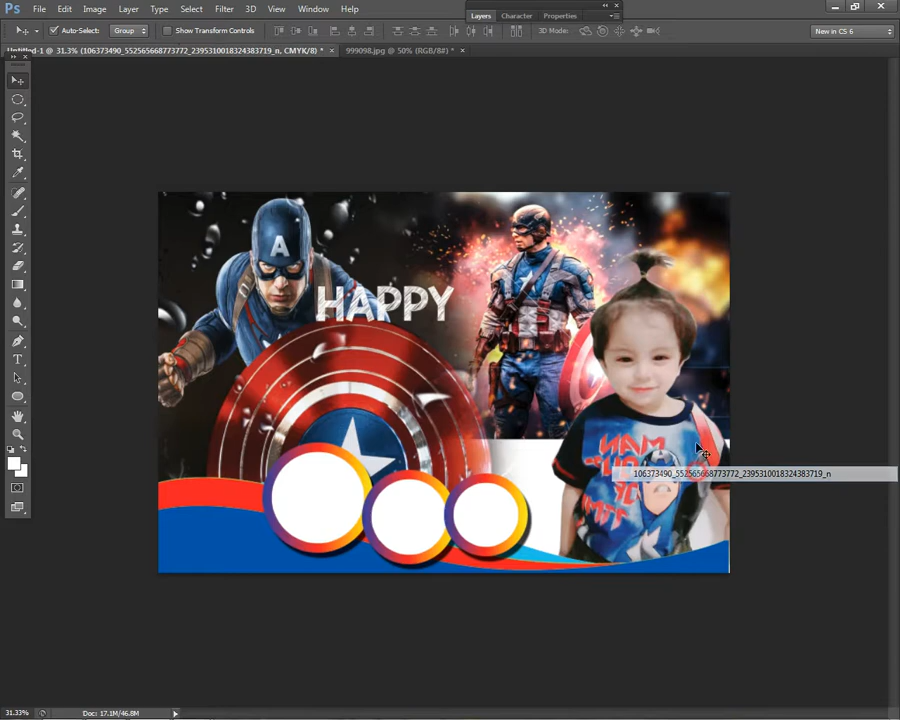 Ps File Edit Image Layer Type Select Filter 3D View Window Help
Layers Character Properties
Auto-Select: Group Show Transform Controls 3D Mode: New in CS 6
Untitled-1 @ 31.3% (106373490_552565668773772_2395310018324383719_n, CMYK/8) * × 999098.jpg @ 50% (RGB/8#) * ×
A
HAPPY
106373490_552565668773772_2395310018324383719_n
31.33% Doc: 17.1M/46.8M